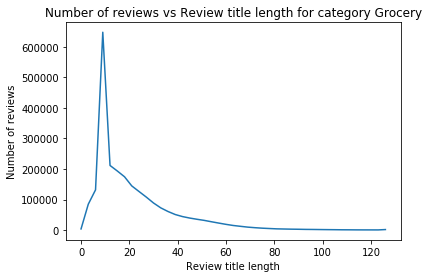 Number of reviews vs Review title length for category Grocery
Number of reviews
600000
500000
400000
300000
200000
100000
0
0 20 40 60 80 100 120
Review title length